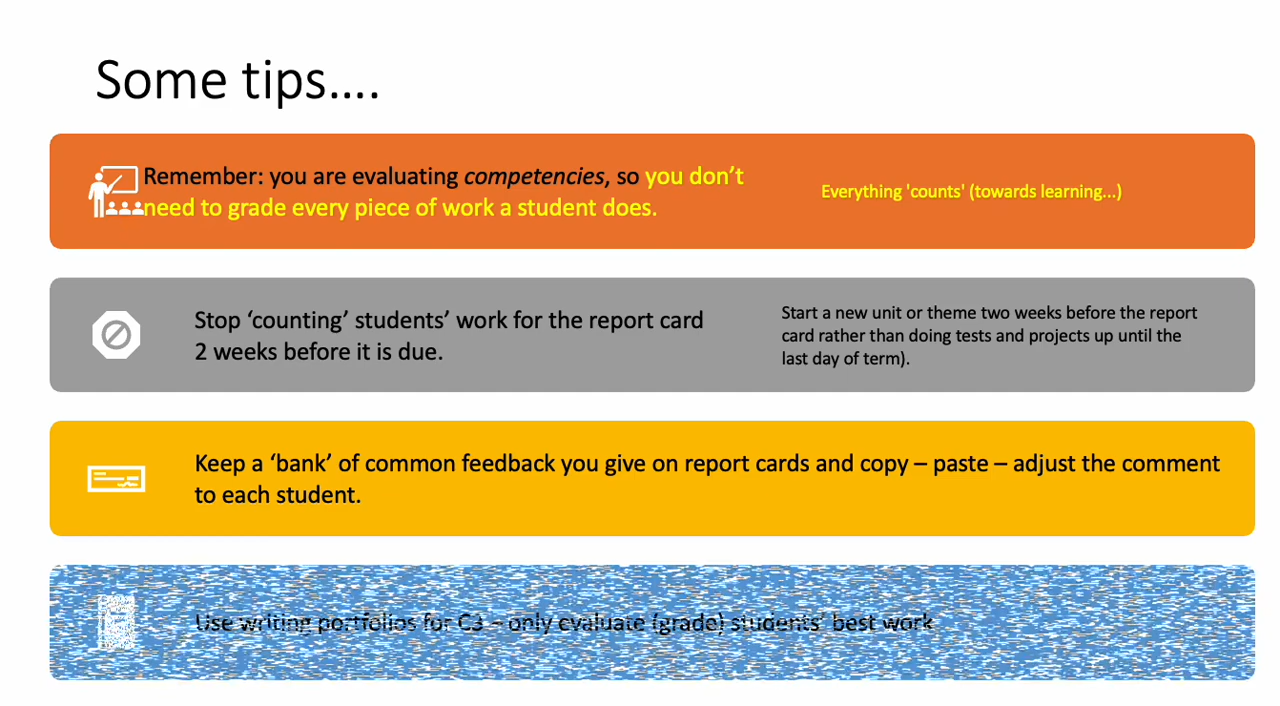 Some tips....
Remember: you are evaluating competencies, so you don't
need to grade every piece of work a student does.
Everything 'counts' (towards learning...)
Stop ‘counting’ students’ work for the report card
2 weeks before it is due.
Start a new unit or theme two weeks before the report
card rather than doing tests and projects up until the
last day of term).
Keep a ‘bank’ of common feedback you give on report cards and copy – paste – adjust the comment
to each student.
Use writing portfolios for C3 – only evaluate (grade) students’ best work